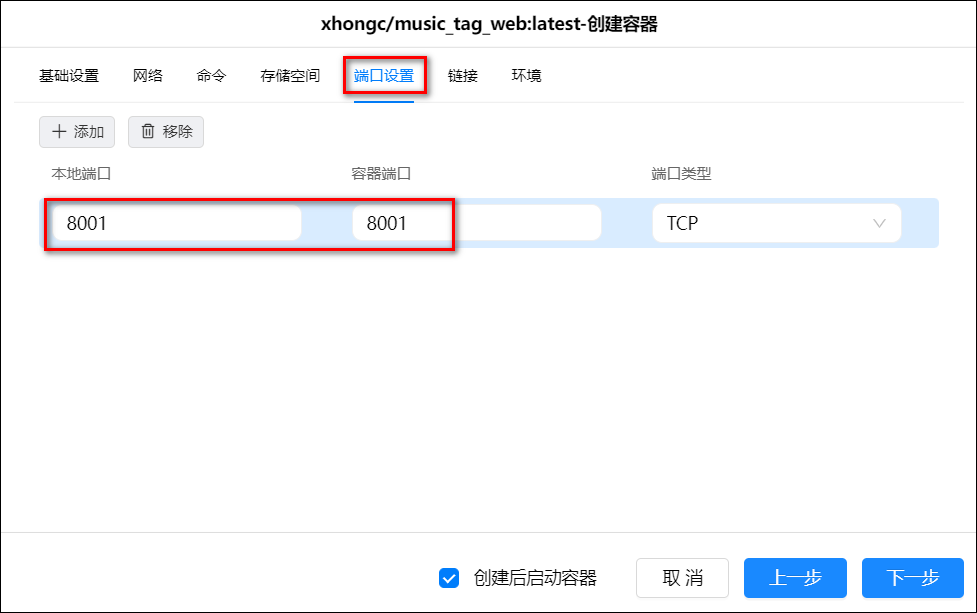 xhongc/music_tag_web:latest-创建容器
基础设置 网络 命令 存储空间 端口设置 链接 环境
添加 移除
本地端口 容器端口 端口类型
8001 8001 TCP
创建后启动容器 取 消 上一步 下一步